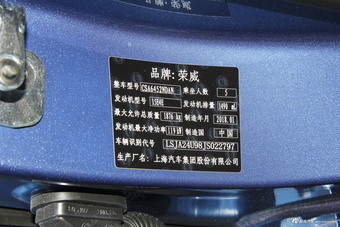 品牌:荣威
整车型号 CSA6452NDAN 乘坐人数 5
发动机型号 15E4E 发动机排量 1490 mL
最大允许总质量 1876 kg 制造年月 2018.01
发动机最大净功率 119 kW 制造国 中国
车辆识别代号 LSJA24U98JS022797
生产厂名: 上海汽车集团股份有限公司